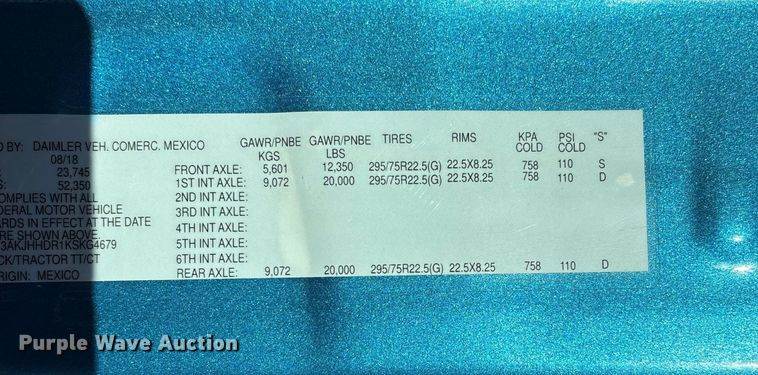 D BY: DAIMLER VEH. COMERC. MEXICO GAWR/PNBE GAWR/PNBE TIRES RIMS KPA PSI "S"
08/18 KGS LBS COLD COLD
23,745 FRONT AXLE: 5,601 12,350 295/75R22.5(G) 22.5X8.25 758 110 S
S: 52,350 1ST INT AXLE: 9,072 20,000 295/75R22.5(G) 22.5X8.25 758 110 D
OMPLIES WITH ALL 2ND INT AXLE:
DERAL MOTOR VEHICLE 3RD INT AXLE:
ARDS IN EFFECT AT THE DATE 4TH INT AXLE:
RE SHOWN ABOVE
3AKJHHDR1KSKG4679 5TH INT AXLE:
CK/TRACTOR TT/CT 6TH INT AXLE:
RIGIN: MEXICO REAR AXLE: 9,072 20,000 295/75R22.5(G) 22.5X8.25 758 110 D
Purple Wave Auction